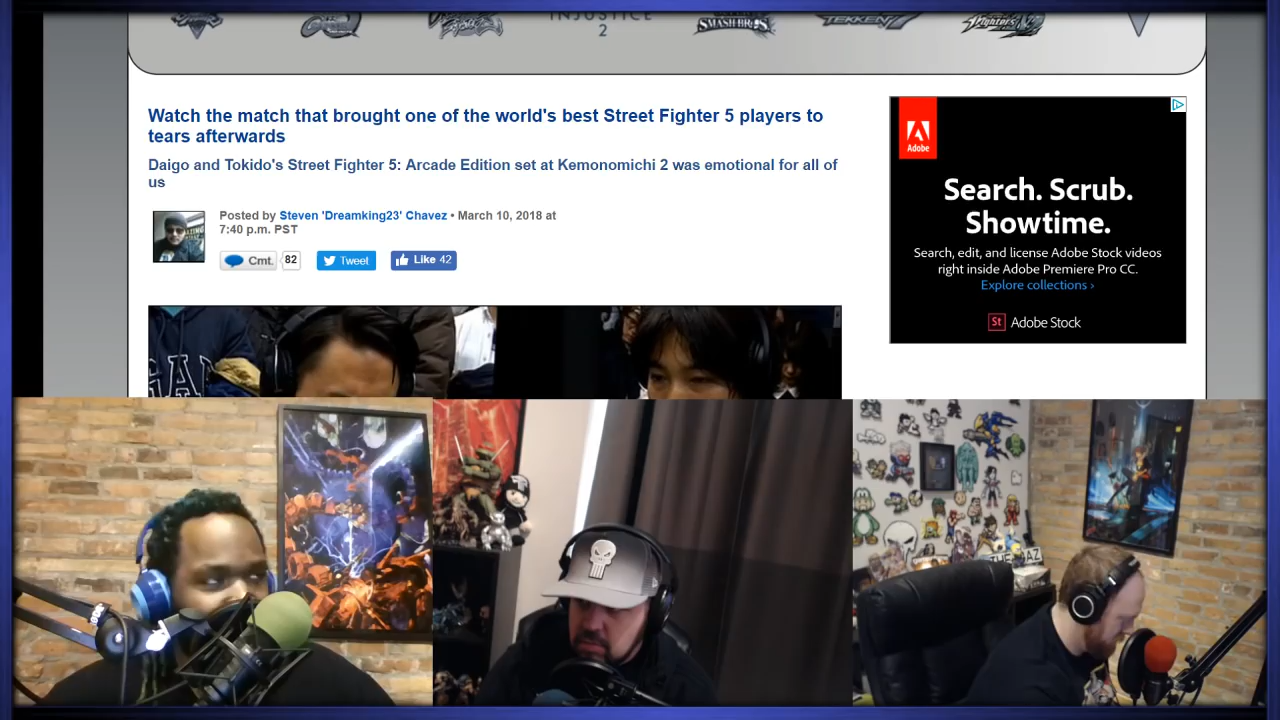 INJUSTICE
2
SMASH BROS
TEKKEN 7
Watch the match that brought one of the world's best Street Fighter 5 players to
tears afterwards
Daigo and Tokido's Street Fighter 5: Arcade Edition set at Kemonomichi 2 was emotional for all of
us
Posted by Steven 'Dreamking23' Chavez • March 10, 2018 at
7:40 p.m. PST
Cmt. 82 Tweet Like 42
Adobe
Search. Scrub.
Showtime.
Search, edit, and license Adobe Stock videos
right inside Adobe Premiere Pro CC.
Explore collections ›
St Adobe Stock
GA